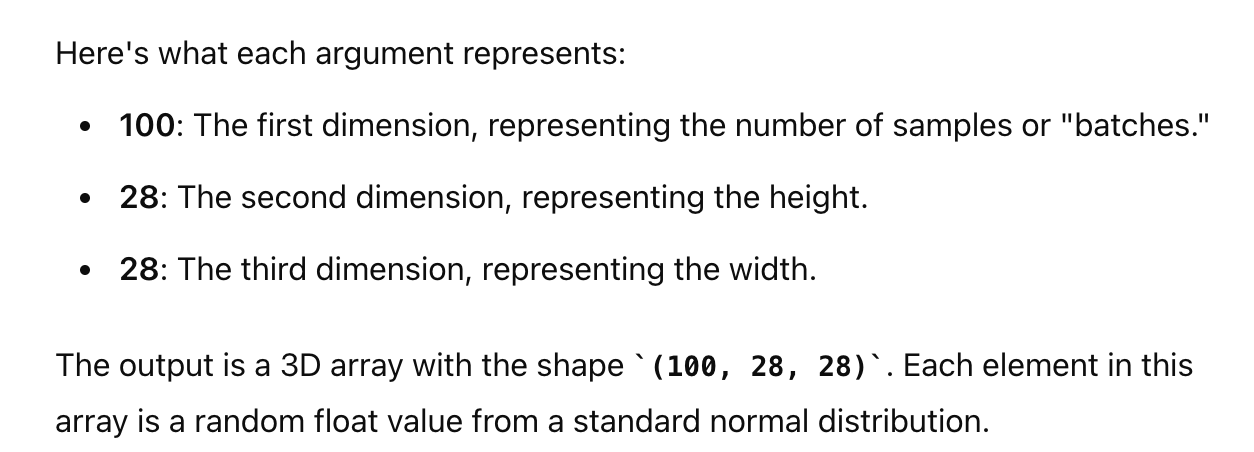 Here's what each argument represents:
• 100: The first dimension, representing the number of samples or "batches."
• 28: The second dimension, representing the height.
• 28: The third dimension, representing the width.
The output is a 3D array with the shape `(100, 28, 28)`. Each element in this
array is a random float value from a standard normal distribution.